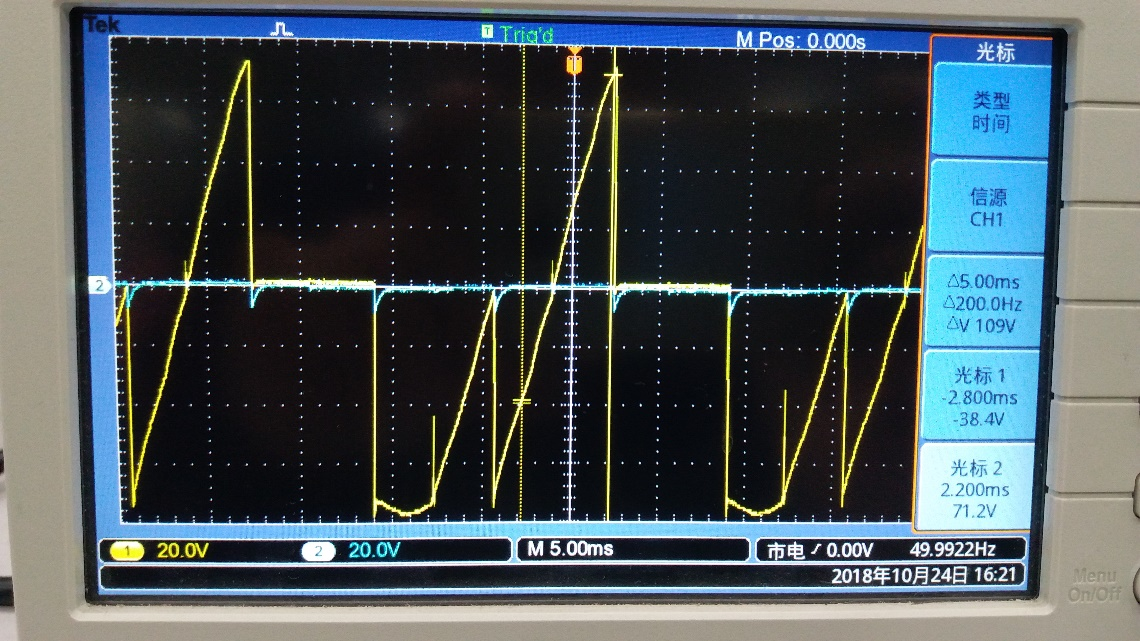 Tek
T Trig'd
M Pos: 0.000s
T
2
光标
类型
时间
信源
CH1
△5.00ms
△200.0Hz
△V 109V
光标 1
-2.800ms
-38.4V
光标 2
2.200ms
71.2V
1 20.0V
2 20.0V
M 5.00ms
市电 0.00V
49.9922Hz
2018年10月24日 16:21
Menu
On/Off